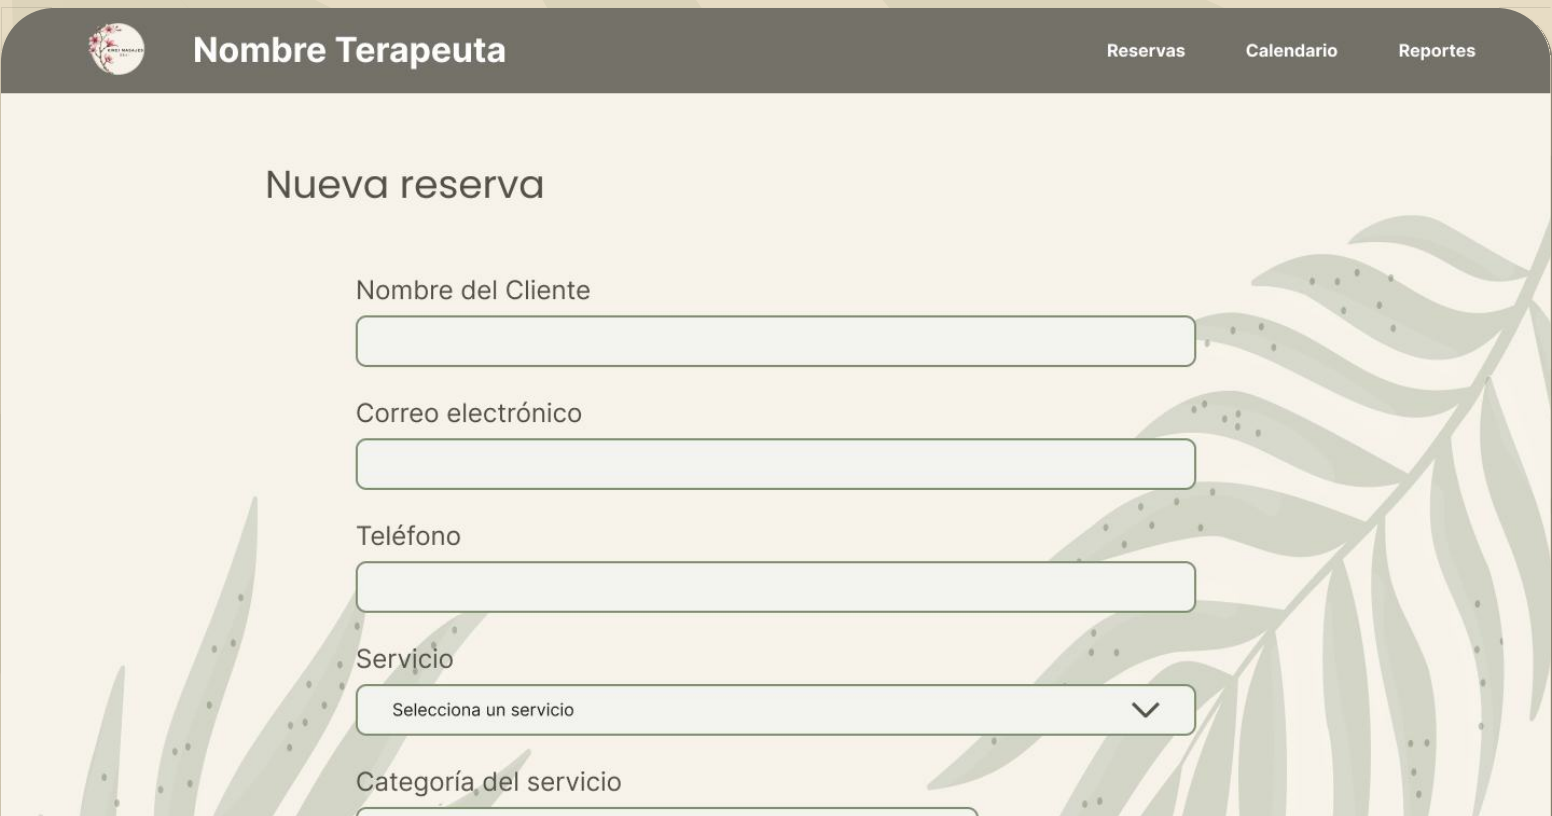 Nombre Terapeuta
Reservas
Calendario
Reportes
Nueva reserva
Nombre del Cliente
Correo electrónico
Teléfono
Servicio
Selecciona un servicio
Categoría del servicio